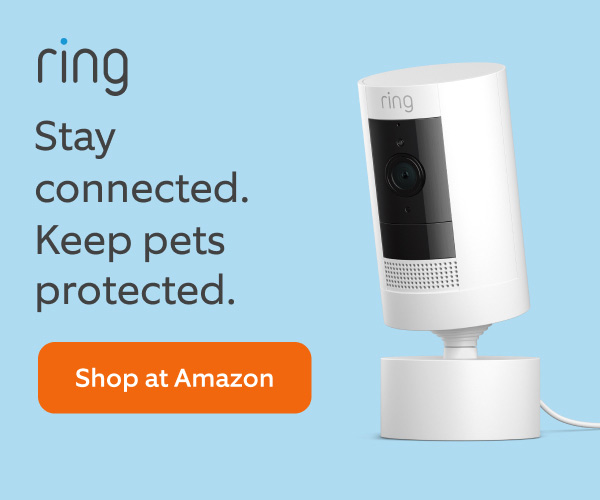 ring
Stay
connected.
Keep pets
protected.
Shop at Amazon
ring